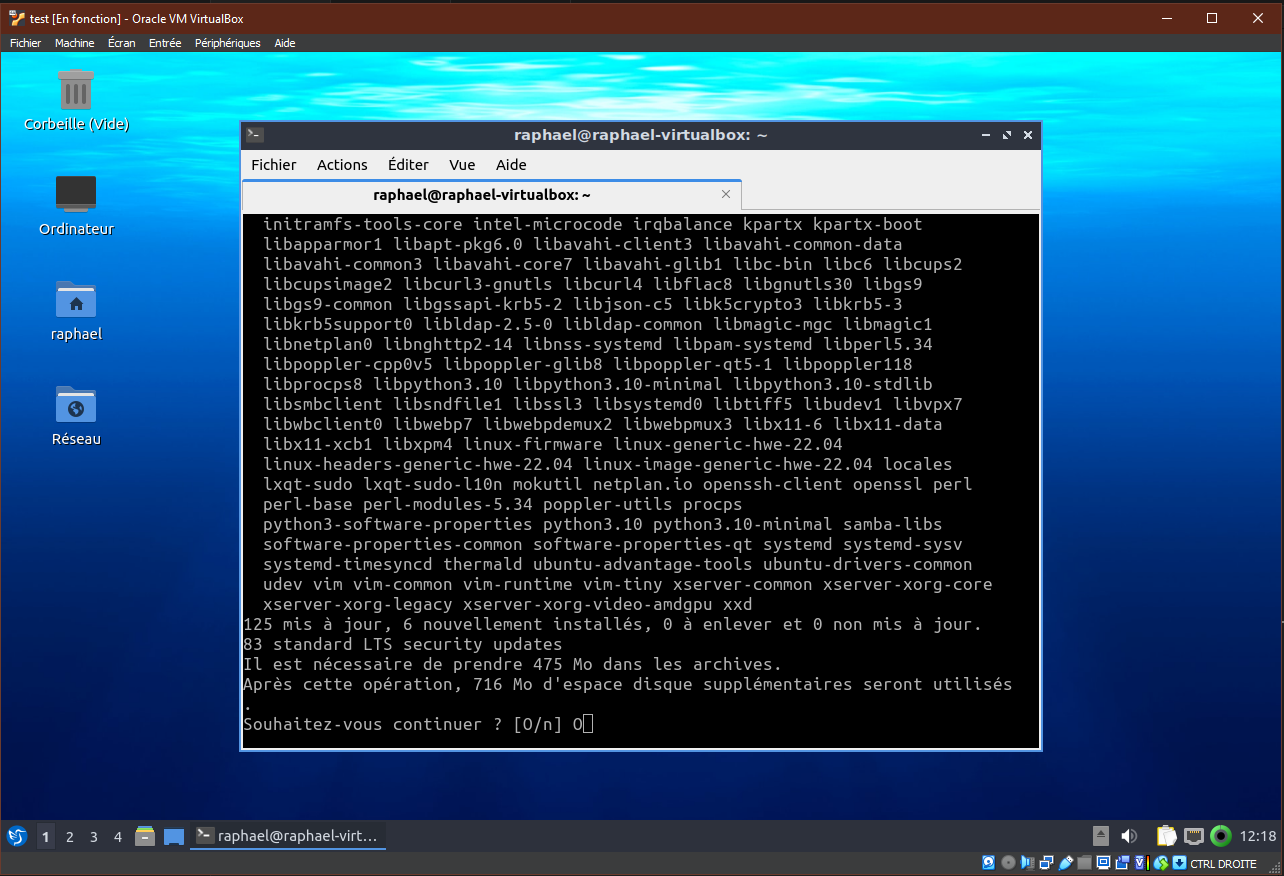 test [En fonction] - Oracle VM VirtualBox
Fichier Machine Écran Entrée Périphériques Aide
Corbeille (Vide)
Ordinateur
raphael
Réseau
raphael@raphael-virtualbox: ~
Fichier Actions Éditer Vue Aide
raphael@raphael-virtualbox: ~
initramfs-tools-core intel-microcode irqbalance kpartx kpartx-boot
libapparmor1 libapt-pkg6.0 libavahi-client3 libavahi-common-data
libavahi-common3 libavahi-core7 libavahi-glib1 libc-bin libc6 libcups2
libcupsimage2 libcurl3-gnutls libcurl4 libflac8 libgnutls30 libgs9
libgs9-common libgssapi-krb5-2 libjson-c5 libk5crypto3 libkrb5-3
libkrb5support0 libldap-2.5-0 libldap-common libmagic-mgc libmagic1
libnetplan0 libnghttp2-14 libnss-systemd libpam-systemd libperl5.34
libpoppler-cpp0v5 libpoppler-glib8 libpoppler-qt5-1 libpoppler118
libprocps8 libpython3.10 libpython3.10-minimal libpython3.10-stdlib
libsmbclient libsndfile1 libssl3 libsystemd0 libtiff5 libudev1 libvpx7
libwbclient0 libwebp7 libwebpdemux2 libwebpmux3 libx11-6 libx11-data
libx11-xcb1 libxpm4 linux-firmware linux-generic-hwe-22.04
linux-headers-generic-hwe-22.04 linux-image-generic-hwe-22.04 locales
lxqt-sudo lxqt-sudo-l10n mokutil netplan.io openssh-client openssl perl
perl-base perl-modules-5.34 poppler-utils procps
python3-software-properties python3.10 python3.10-minimal samba-libs
software-properties-common software-properties-qt systemd systemd-sysv
systemd-timesyncd thermald ubuntu-advantage-tools ubuntu-drivers-common
udev vim vim-common vim-runtime vim-tiny xserver-common xserver-xorg-core
xserver-xorg-legacy xserver-xorg-video-amdgpu xxd
125 mis à jour, 6 nouvellement installés, 0 à enlever et 0 non mis à jour.
83 standard LTS security updates
Il est nécessaire de prendre 475 Mo dans les archives.
Après cette opération, 716 Mo d'espace disque supplémentaires seront utilisés
.
Souhaitez-vous continuer ? [O/n] O
1 2 3 4 raphael@raphael-virt... 12:18
CTRL DROITE